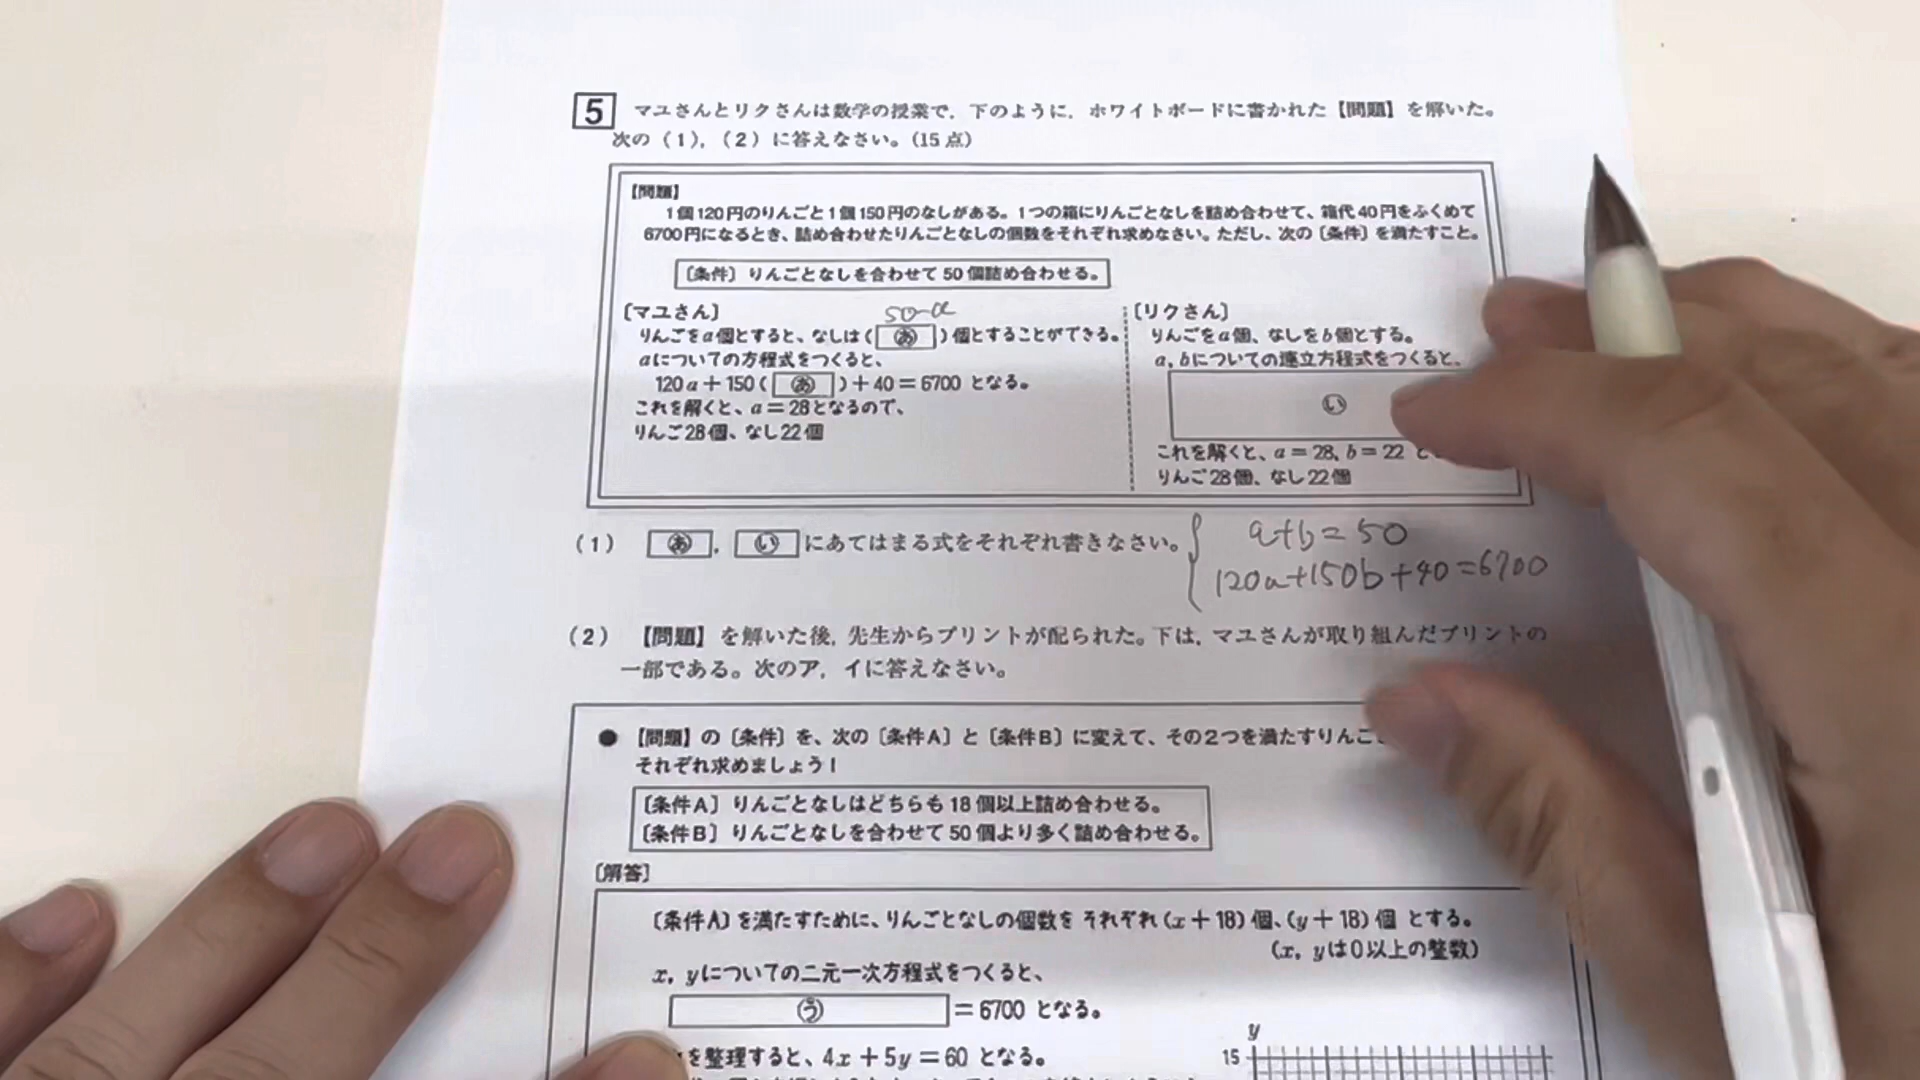 5 マユさんとリクさんは数学の授業で，下のように，ホワイトボードに書かれた【問題】を解いた。
次の（1），（2）に答えなさい。(15点)
【問題】
1個120円のりんごと1個150円のなしがある。1つの箱にりんごとなしを詰め合わせて、箱代40円をふくめて
6700円になるとき、詰め合わせたりんごとなしの個数をそれぞれ求めなさい。ただし、次の〔条件〕を満たすこと。
〔条件〕りんごとなしを合わせて50個詰め合わせる。
〔マユさん〕
50-a
りんごをa個とすると、なしは(あ)個とすることができる。
aについての方程式をつくると、
120a＋150(あ)＋40＝6700 となる。
これを解くと、a＝28となるので、
りんご28個、なし22個
〔リクさん〕
りんごをa個、なしをb個とする。
a, bについての連立方程式をつくると、
い
これを解くと、a＝28、b＝22 と
りんご28個、なし22個
（1） あ，いにあてはまる式をそれぞれ書きなさい。
a+b=50
120a+150b+40=6700
（2） 【問題】を解いた後，先生からプリントが配られた。下は，マユさんが取り組んだプリントの
一部である。次のア，イに答えなさい。
● 【問題】の〔条件〕を、次の〔条件A〕と〔条件B〕に変えて、その2つを満たすりんご
それぞれ求めましょう！
〔条件A〕りんごとなしはどちらも18個以上詰め合わせる。
〔条件B〕りんごとなしを合わせて50個より多く詰め合わせる。
〔解答〕
〔条件A〕を満たすために、りんごとなしの個数を それぞれ(x＋18)個、(y＋18)個 とする。
(x, yは0以上の整数)
x, yについての二元一次方程式をつくると、
う＝6700 となる。
を整理すると、4x＋5y＝60 となる。
y
15